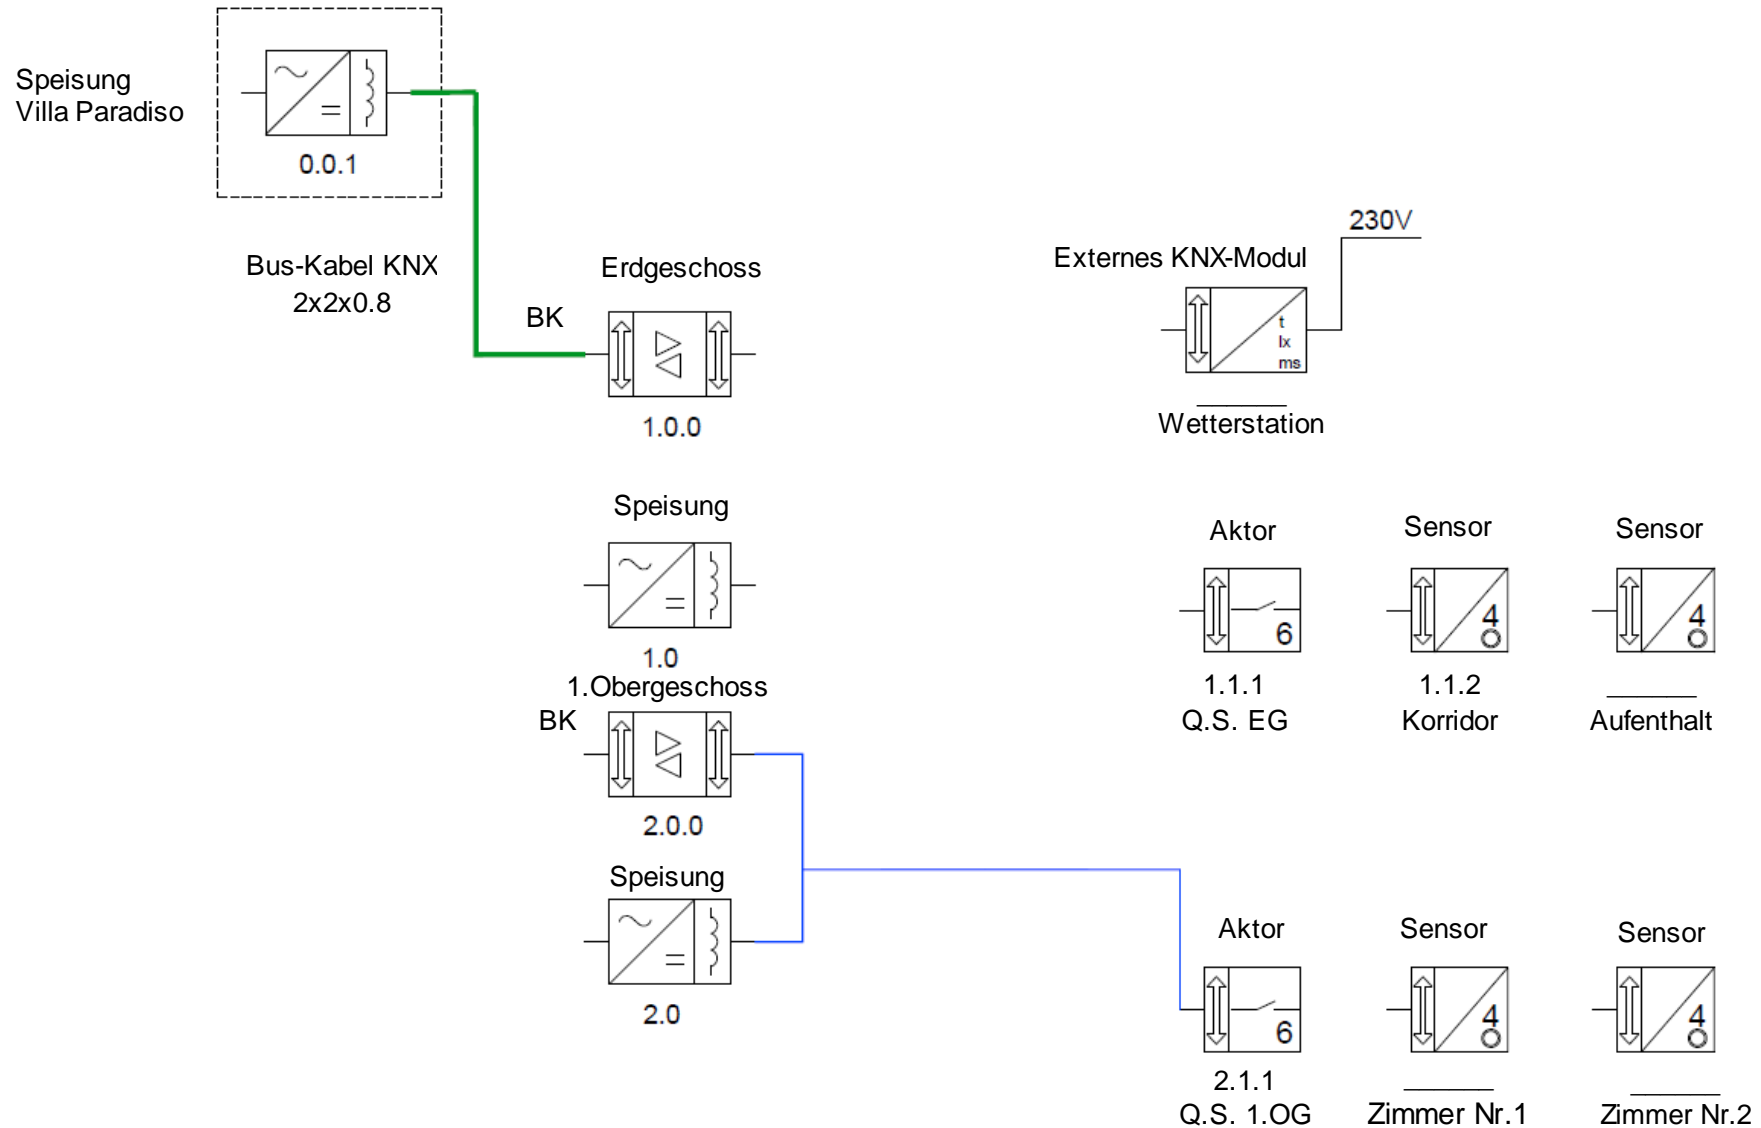 Speisung
Villa Paradiso
0.0.1
Bus-Kabel KNX
2x2x0.8
Erdgeschoss
BK
1.0.0
230V
Externes KNX-Modul
t
lx
ms
Wetterstation
Speisung
1.0
Aktor
6
1.1.1
Q.S. EG
Sensor
4
1.1.2
Korridor
Sensor
4
Aufenthalt
1.Obergeschoss
BK
2.0.0
Speisung
2.0
Aktor
6
2.1.1
Q.S. 1.OG
Sensor
4
Zimmer Nr.1
Sensor
4
Zimmer Nr.2